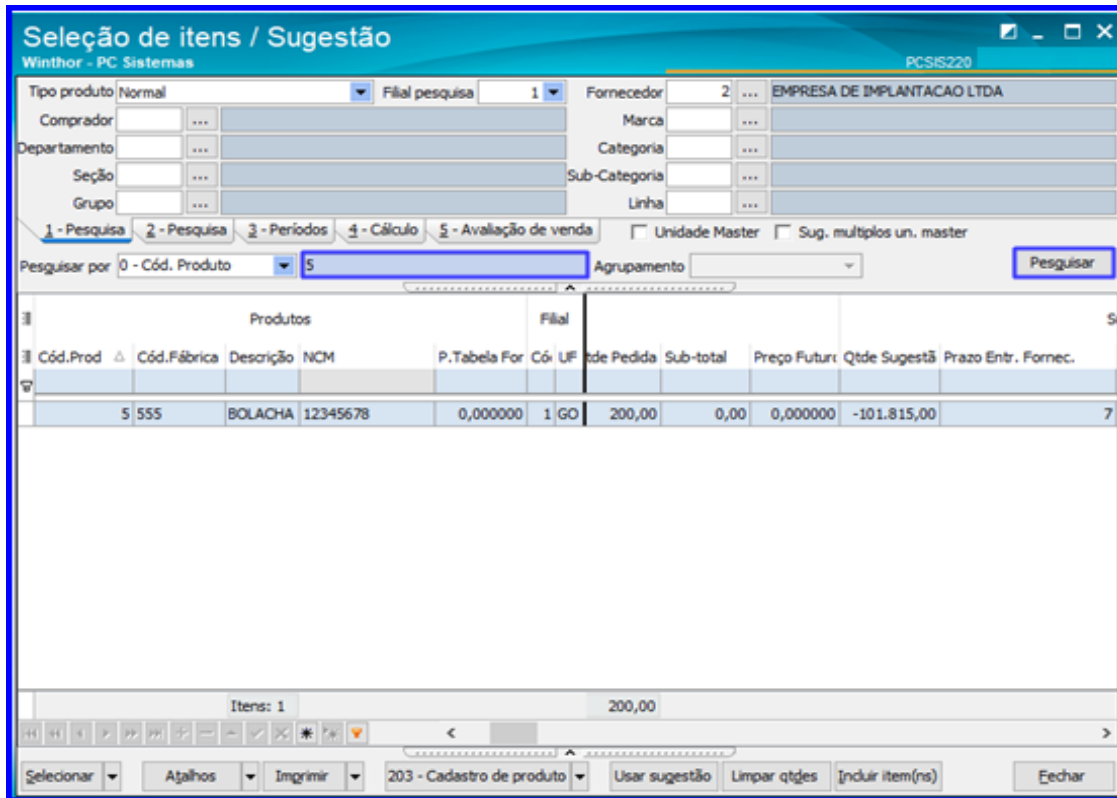 Seleção de itens / Sugestão
Winthor - PC Sistemas PCSIS220
Tipo produto Normal Filial pesquisa 1 Fornecedor 2 ... EMPRESA DE IMPLANTACAO LTDA
Comprador ... Marca ...
Departamento ... Categoria ...
Seção ... Sub-Categoria ...
Grupo ... Linha ...
1 - Pesquisa 2 - Pesquisa 3 - Períodos 4 - Cálculo 5 - Avaliação de venda Unidade Master Sug. multiplos un. master
Pesquisar por 0 - Cód. Produto 5 Agrupamento Pesquisar
Produtos Filial S
Cód.Prod Cód.Fábrica Descrição NCM P.Tabela For Có UF tde Pedida Sub-total Preço Futur Qtde Sugestã Prazo Entr. Fornec.
5 555 BOLACHA 12345678 0,000000 1 GO 200,00 0,00 0,000000 -101.815,00 7
Itens: 1 200,00
Selecionar Atalhos Imprimir 203 - Cadastro de produto Usar sugestão Limpar qtdes Incluir item(ns) Fechar